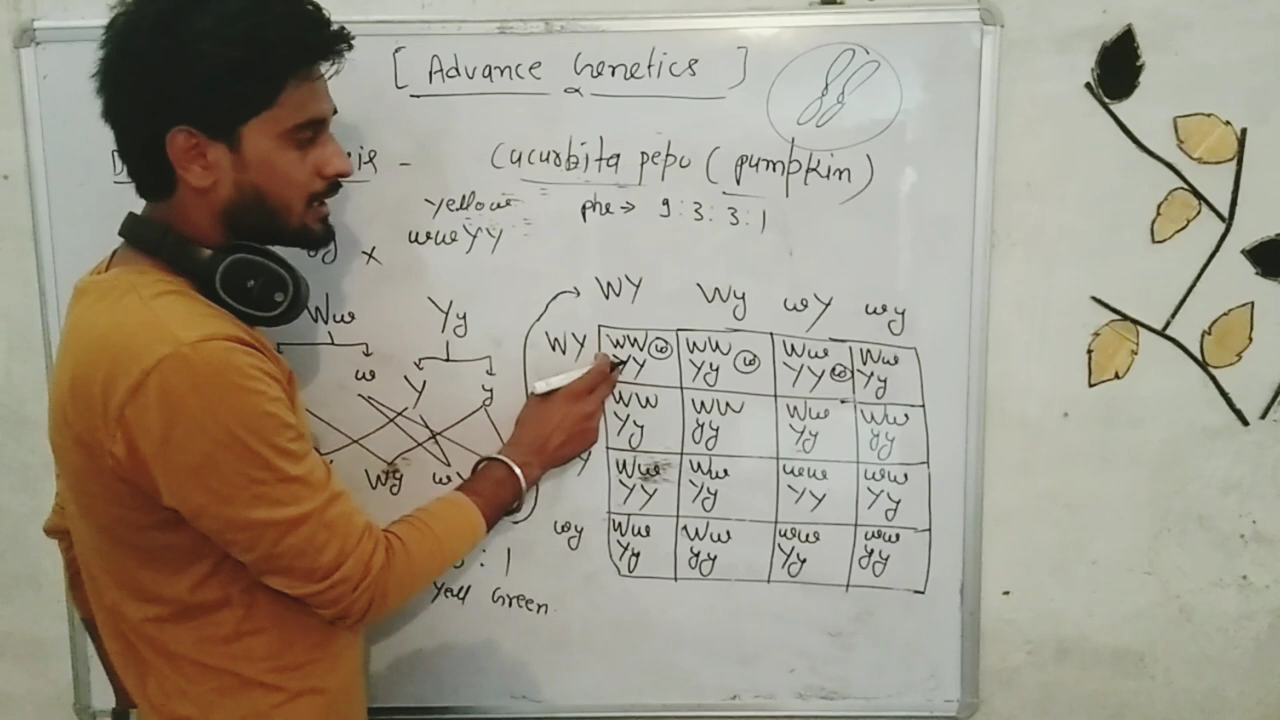 [ Advance Genetics ]
Cucurbita pepo ( pumpkin )
yellow phe → 9 : 3 : 3 : 1
x wwYY
WY Wy wY wy
Ww Yy
w Y y
Wy
WY WW YY w WW Yy w Ww YY w Ww Yy
WW Yy WW yy Ww Yy Ww yy
Ww YY Ww Yy ww YY ww Yy
wy Ww Yy Ww yy ww Yy ww yy
: 1
Yell Green